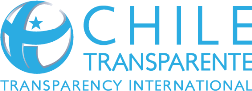 CHILE
TRANSPARENTE
TRANSPARENCY INTERNATIONAL